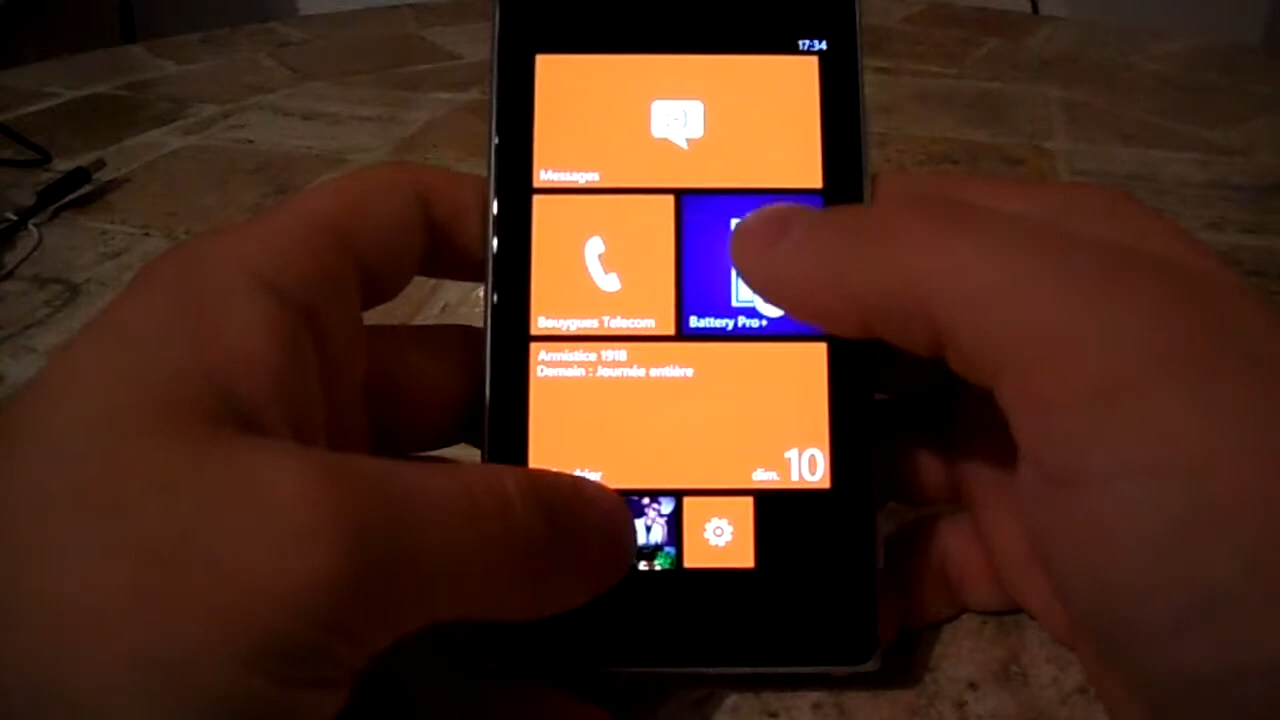 17:34
Messages
Bouygues Telecom
Battery Pro+
Armistice 1918
Demain : Journée entière
dim. 10